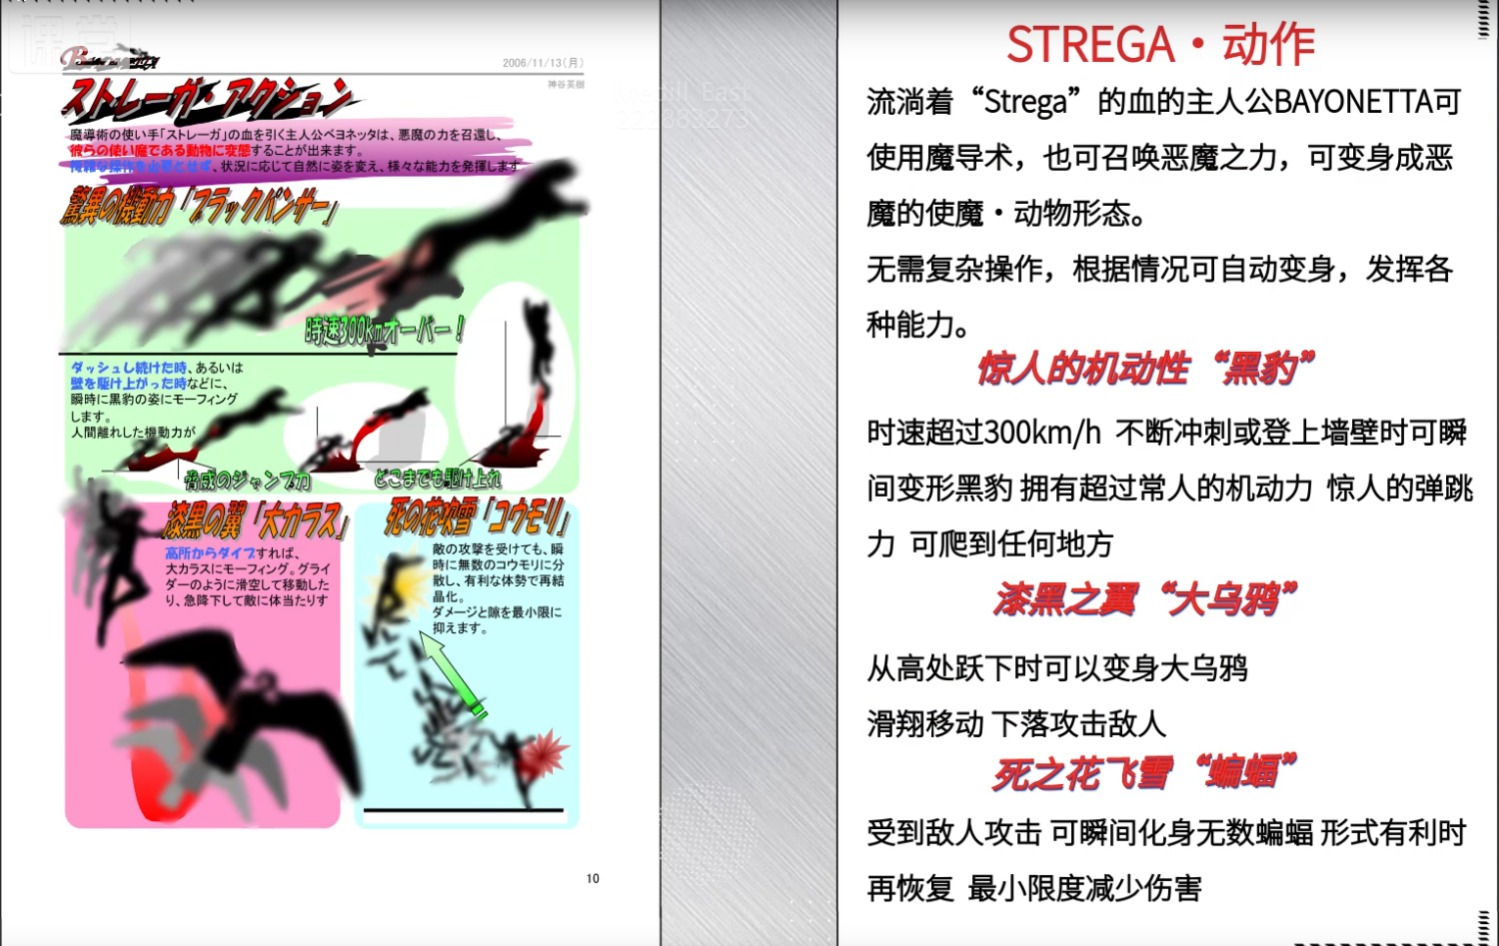 课堂
2006/11/13(月)
神谷英樹
ストレーガ・アクション
魔導術の使い手「ストレーガ」の血を引く主人公ベヨネッタは、悪魔の力を召還し、
彼らの使い魔である動物に変態することが出来ます。
複雑な操作を必要とせず、状況に応じて自然に姿を変え、様々な能力を発揮します
驚異の機動力「ブラックパンサー」
時速300kmオーバー！
ダッシュし続けた時、あるいは
壁を駆け上がった時などに、
瞬時に黒豹の姿にモーフィング
します。
人間離れした機動力が
脅威のジャンプ力
どこまでも駆け上れ
漆黒の翼「大カラス」
高所からダイブすれば、
大カラスにモーフィング。グライ
ダーのように滑空して移動した
り、急降下して敵に体当たりす
死の花吹雪「コウモリ」
敵の攻撃を受けても、瞬
時に無数のコウモリに分
散し、有利な体勢で再結
晶化。
ダメージと隙を最小限に
抑えます。
10
STREGA・动作
流淌着“Strega”的血的主人公BAYONETTA可
使用魔导术，也可召唤恶魔之力，可变身成恶
魔的使魔・动物形态。
无需复杂操作，根据情况可自动变身，发挥各
种能力。
惊人的机动性“黑豹”
时速超过300km/h 不断冲刺或登上墙壁时可瞬
间变形黑豹 拥有超过常人的机动力 惊人的弹跳
力 可爬到任何地方
漆黑之翼“大乌鸦”
从高处跃下时可以变身大乌鸦
滑翔移动 下落攻击敌人
死之花飞雪“蝙蝠”
受到敌人攻击 可瞬间化身无数蝙蝠 形式有利时
再恢复 最小限度减少伤害